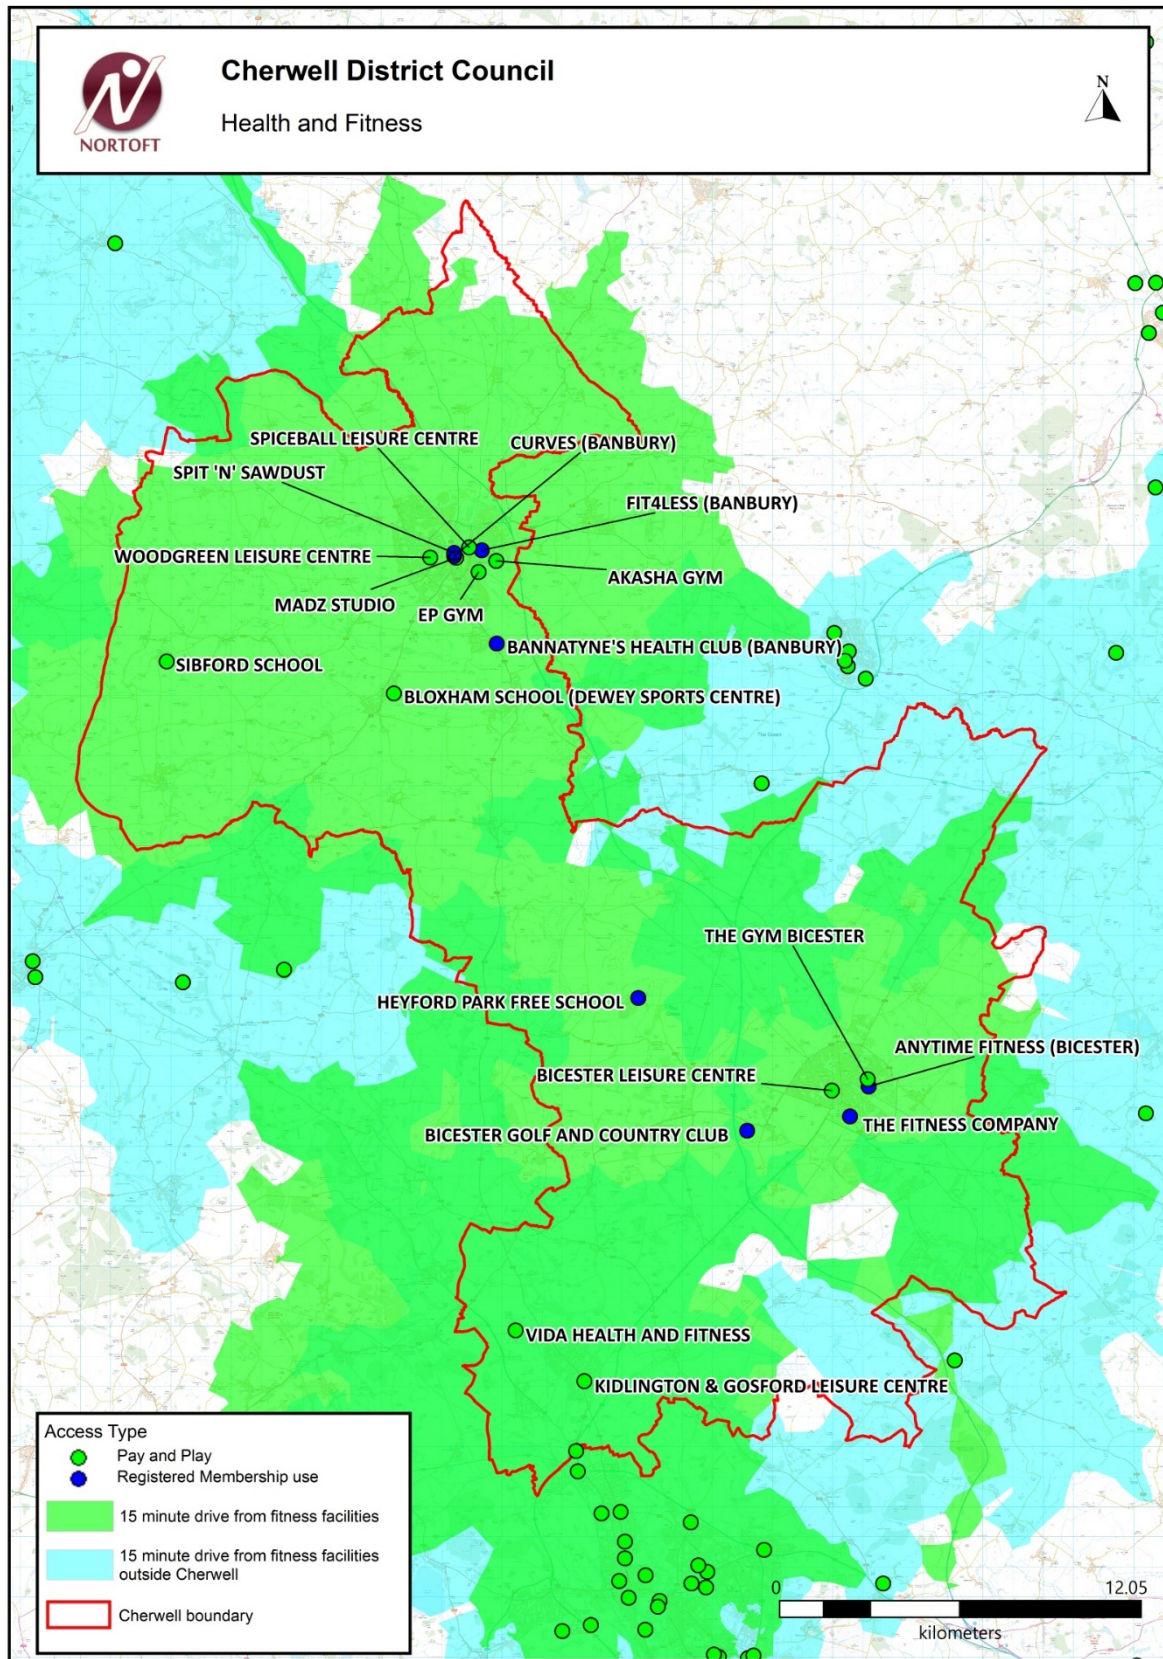 Cherwell District Council
Health and Fitness
NORTOFT
N
SPICEBALL LEISURE CENTRE
CURVES (BANBURY)
SPIT 'N' SAWDUST
FIT4LESS (BANBURY)
WOODGREEN LEISURE CENTRE
AKASHA GYM
MADZ STUDIO
EP GYM
BANNATYNE'S HEALTH CLUB (BANBURY)
SIBFORD SCHOOL
BLOXHAM SCHOOL (DEWEY SPORTS CENTRE)
THE GYM BICESTER
HEYFORD PARK FREE SCHOOL
ANYTIME FITNESS (BICESTER)
BICESTER LEISURE CENTRE
THE FITNESS COMPANY
BICESTER GOLF AND COUNTRY CLUB
VIDA HEALTH AND FITNESS
KIDLINGTON & GOSFORD LEISURE CENTRE
Access Type
Pay and Play
Registered Membership use
15 minute drive from fitness facilities
15 minute drive from fitness facilities
outside Cherwell
Cherwell boundary
0 12.05
kilometers